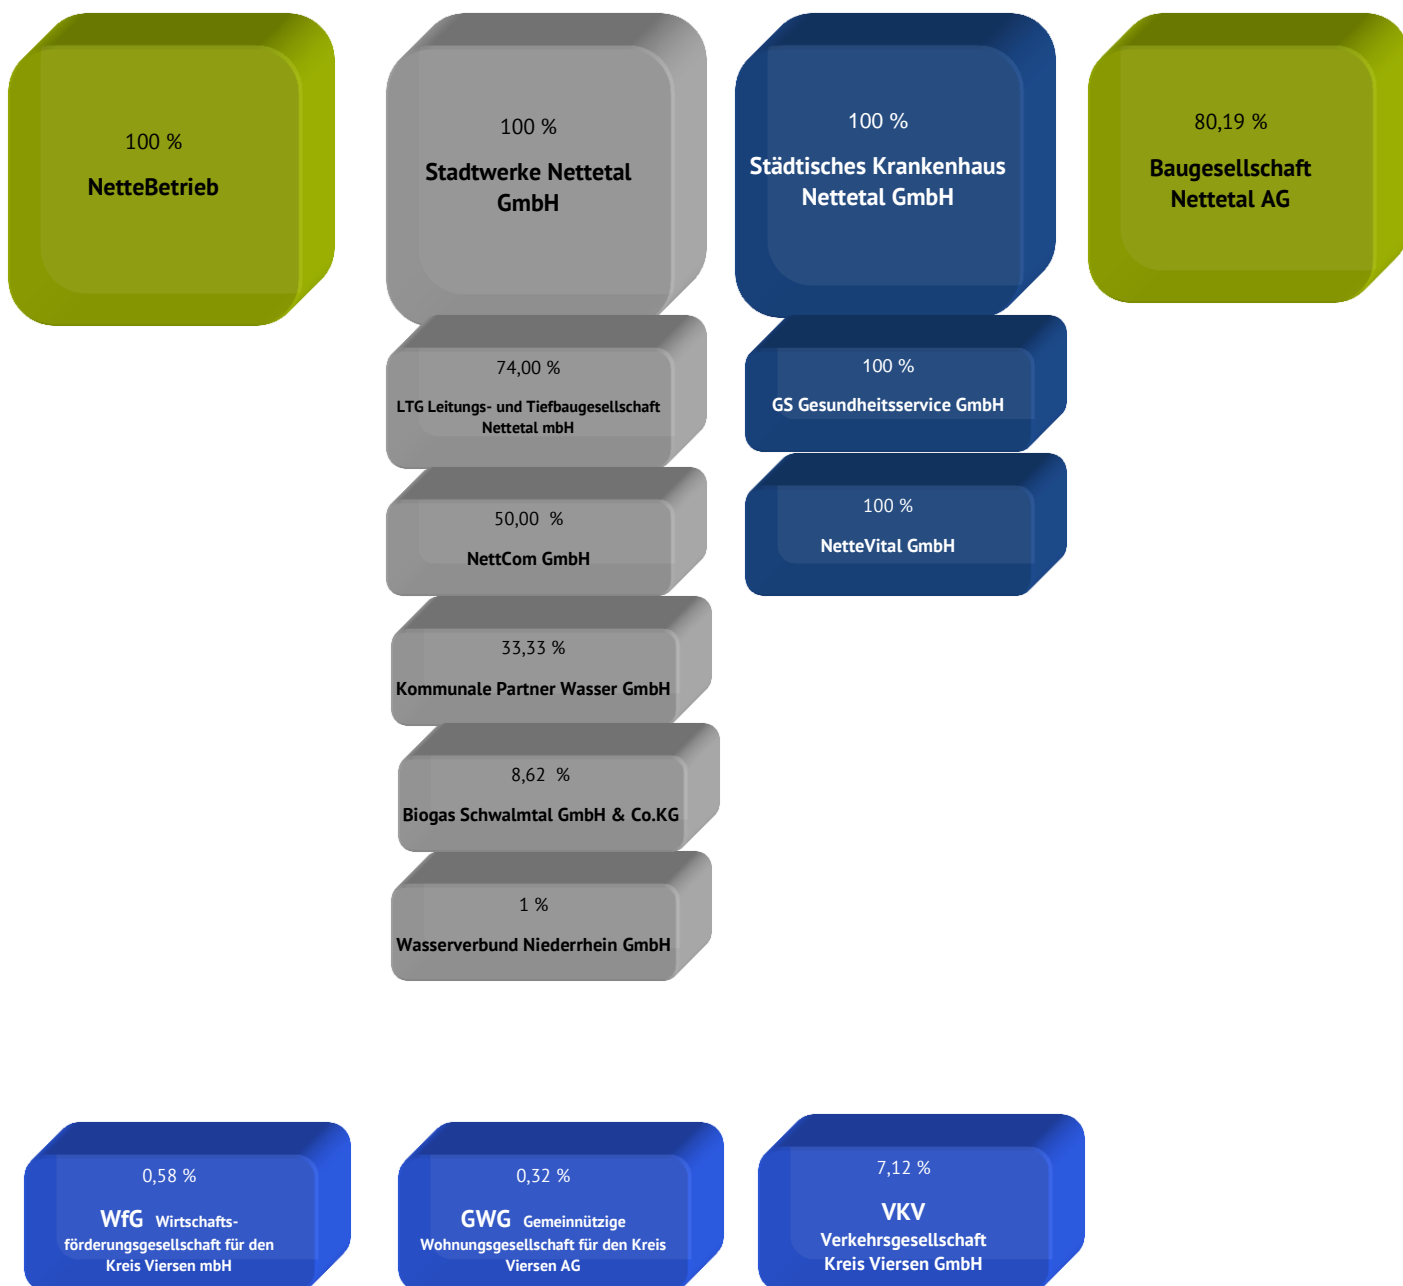 100 %
NetteBetrieb
100 %
Stadtwerke Nettetal
GmbH
100 %
Städtisches Krankenhaus
Nettetal GmbH
80,19 %
Baugesellschaft
Nettetal AG
74,00 %
LTG Leitungs- und Tiefbaugesellschaft
Nettetal mbH
50,00 %
NettCom GmbH
33,33 %
Kommunale Partner Wasser GmbH
8,62 %
Biogas Schwalmtal GmbH & Co.KG
1 %
Wasserverbund Niederrhein GmbH
100 %
GS Gesundheitsservice GmbH
100 %
NetteVital GmbH
0,58 %
WfG Wirtschafts-
förderungsgesellschaft für den
Kreis Viersen mbH
0,32 %
GWG Gemeinnützige
Wohnungsgesellschaft für den Kreis
Viersen AG
7,12 %
VKV
Verkehrsgesellschaft
Kreis Viersen GmbH